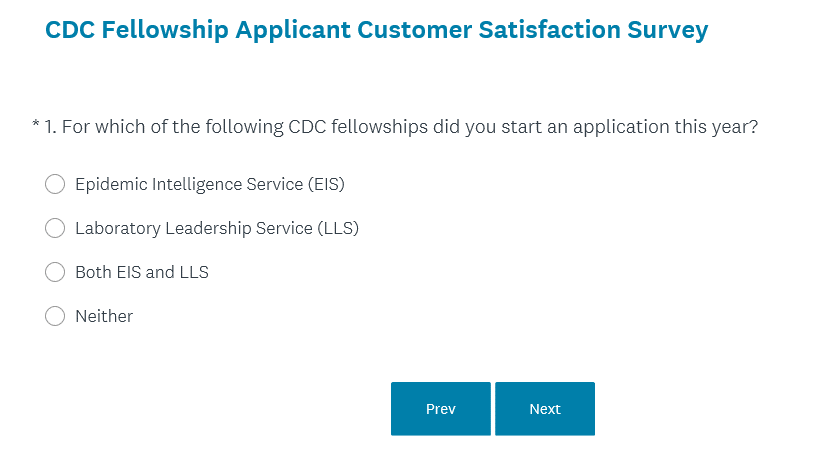 CDC Fellowship Applicant Customer Satisfaction Survey
* 1. For which of the following CDC fellowships did you start an application this year?
Epidemic Intelligence Service (EIS)
Laboratory Leadership Service (LLS)
Both EIS and LLS
Neither
Prev Next